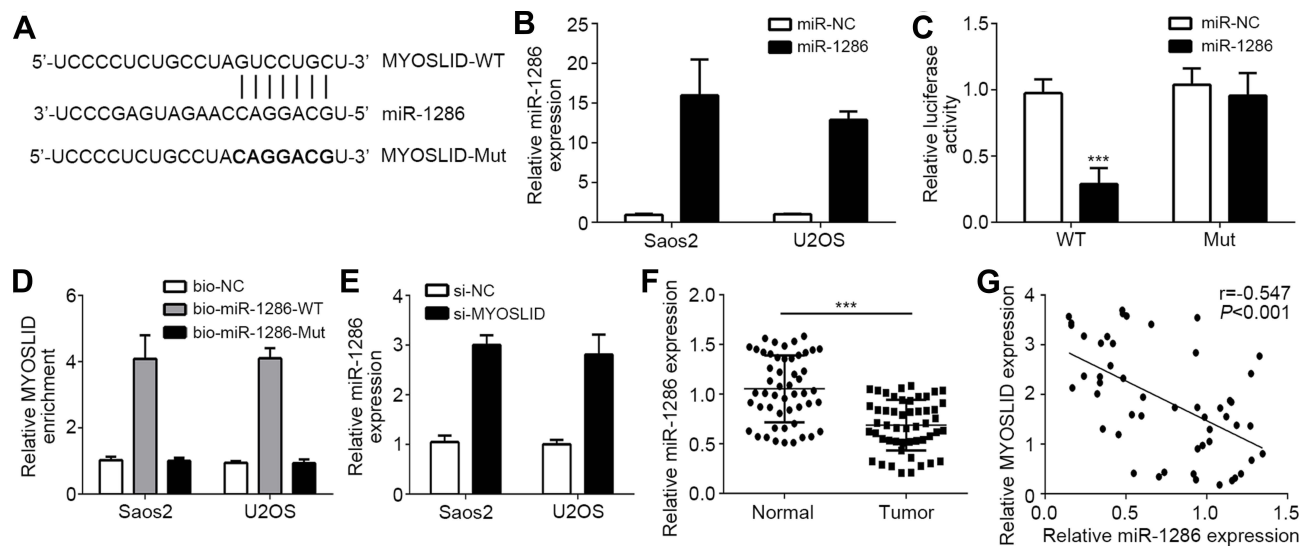 A
5'-UCCCCUCUGCCUAGUCCUGCU-3' MYOSLID-WT
3'-UCCCGAGUAGAACCAGGACGU-5' miR-1286
5'-UCCCCUCUGCCUACAGGACGU-3' MYOSLID-Mut
B
Relative miR-1286
expression
25
20
15
10
5
0
miR-NC
miR-1286
Saos2
U2OS
C
Relative luciferase
activity
1.5
1.0
0.5
0.0
miR-NC
miR-1286
***
WT
Mut
D
Relative MYOSLID
enrichment
6
4
2
0
bio-NC
bio-miR-1286-WT
bio-miR-1286-Mut
Saos2
U2OS
E
Relative miR-1286
expression
4
3
2
1
0
si-NC
si-MYOSLID
Saos2
U2OS
F
Relative miR-1286 expression
2.0
1.5
1.0
0.5
0.0
***
Normal
Tumor
G
Relative MYOSLID expression
4
3
2
1
0
r=-0.547
P<0.001
0.0
0.5
1.0
1.5
Relative miR-1286 expression